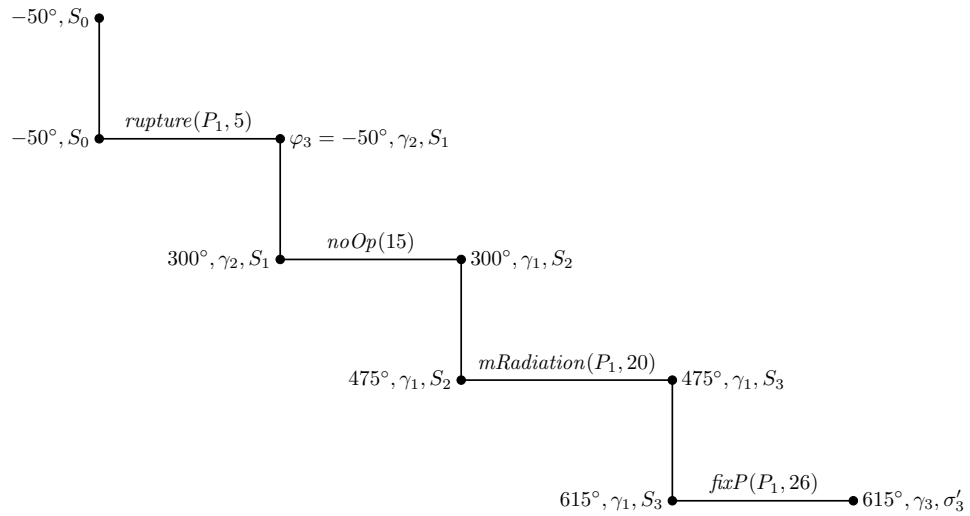 −50°, S₀
rupture(P₁, 5)
−50°, S₀
φ₃ = −50°, γ₂, S₁
noOp(15)
300°, γ₂, S₁
300°, γ₁, S₂
mRadiation(P₁, 20)
475°, γ₁, S₂
475°, γ₁, S₃
fixP(P₁, 26)
615°, γ₁, S₃
615°, γ₃, σ′₃